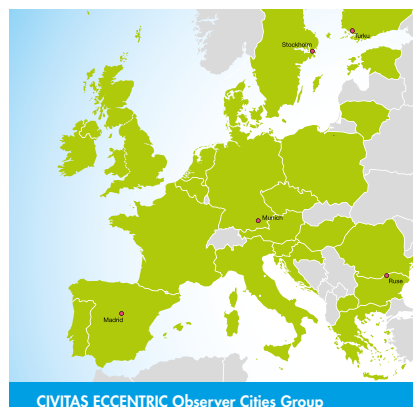 Turku
Stockholm
Munich
Ruse
Madrid
CIVITAS ECCENTRIC Observer Cities Group